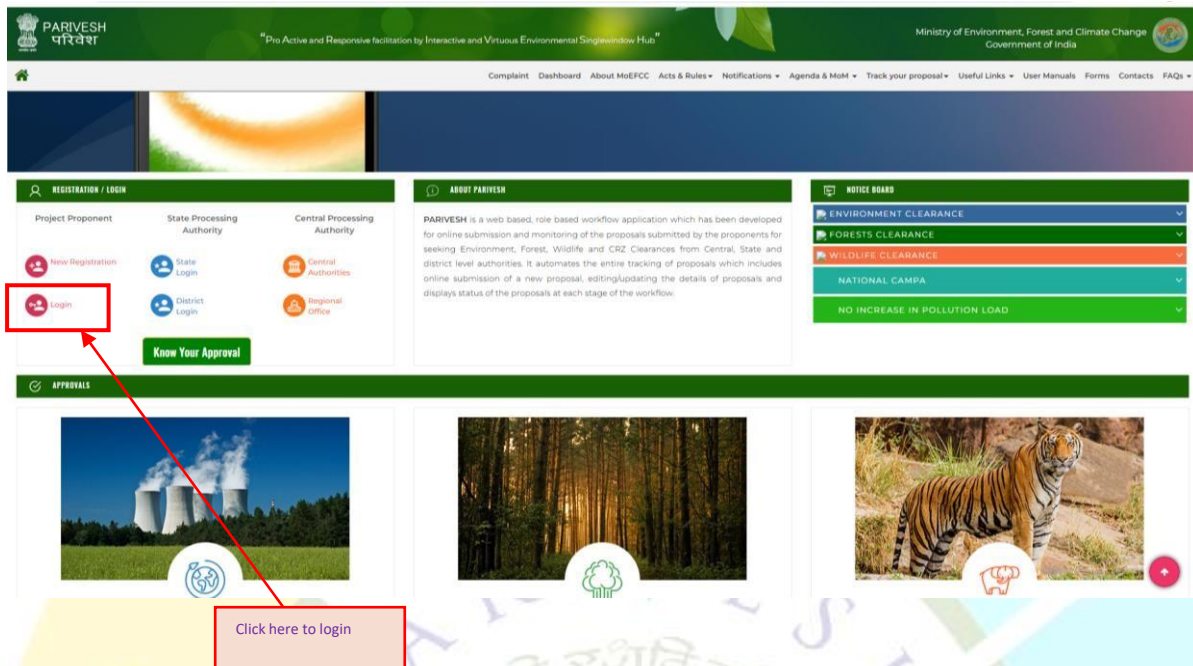 PARIVESH
परिवेश
"Pro Active and Responsive facilitation by Interactive and Virtuous Environmental Singlewindow Hub"
Ministry of Environment, Forest and Climate Change
Government of India
Complaint Dashboard About MoEFCC Acts & Rules Notifications Agenda & MoM Track your proposal Useful Links User Manuals Forms Contacts FAQs
REGISTRATION / LOGIN
Project Proponent
State Processing
Authority
Central Processing
Authority
New Registration
State
Login
Central
Authorities
Login
District
Login
Regional
Office
Know Your Approval
ABOUT PARIVESH
PARIVESH is a web based, role based workflow application which has been developed
for online submission and monitoring of the proposals submitted by the proponents for
seeking Environment, Forest, Wildlife and CRZ Clearances from Central, State and
district level authorities. It automates the entire tracking of proposals which includes
online submission of a new proposal, editing/updating the details of proposals and
displays status of the proposals at each stage of the workflow.
NOTICE BOARD
ENVIRONMENT CLEARANCE
FORESTS CLEARANCE
WILDLIFE CLEARANCE
NATIONAL CAMPA
NO INCREASE IN POLLUTION LOAD
APPROVALS
Click here to login